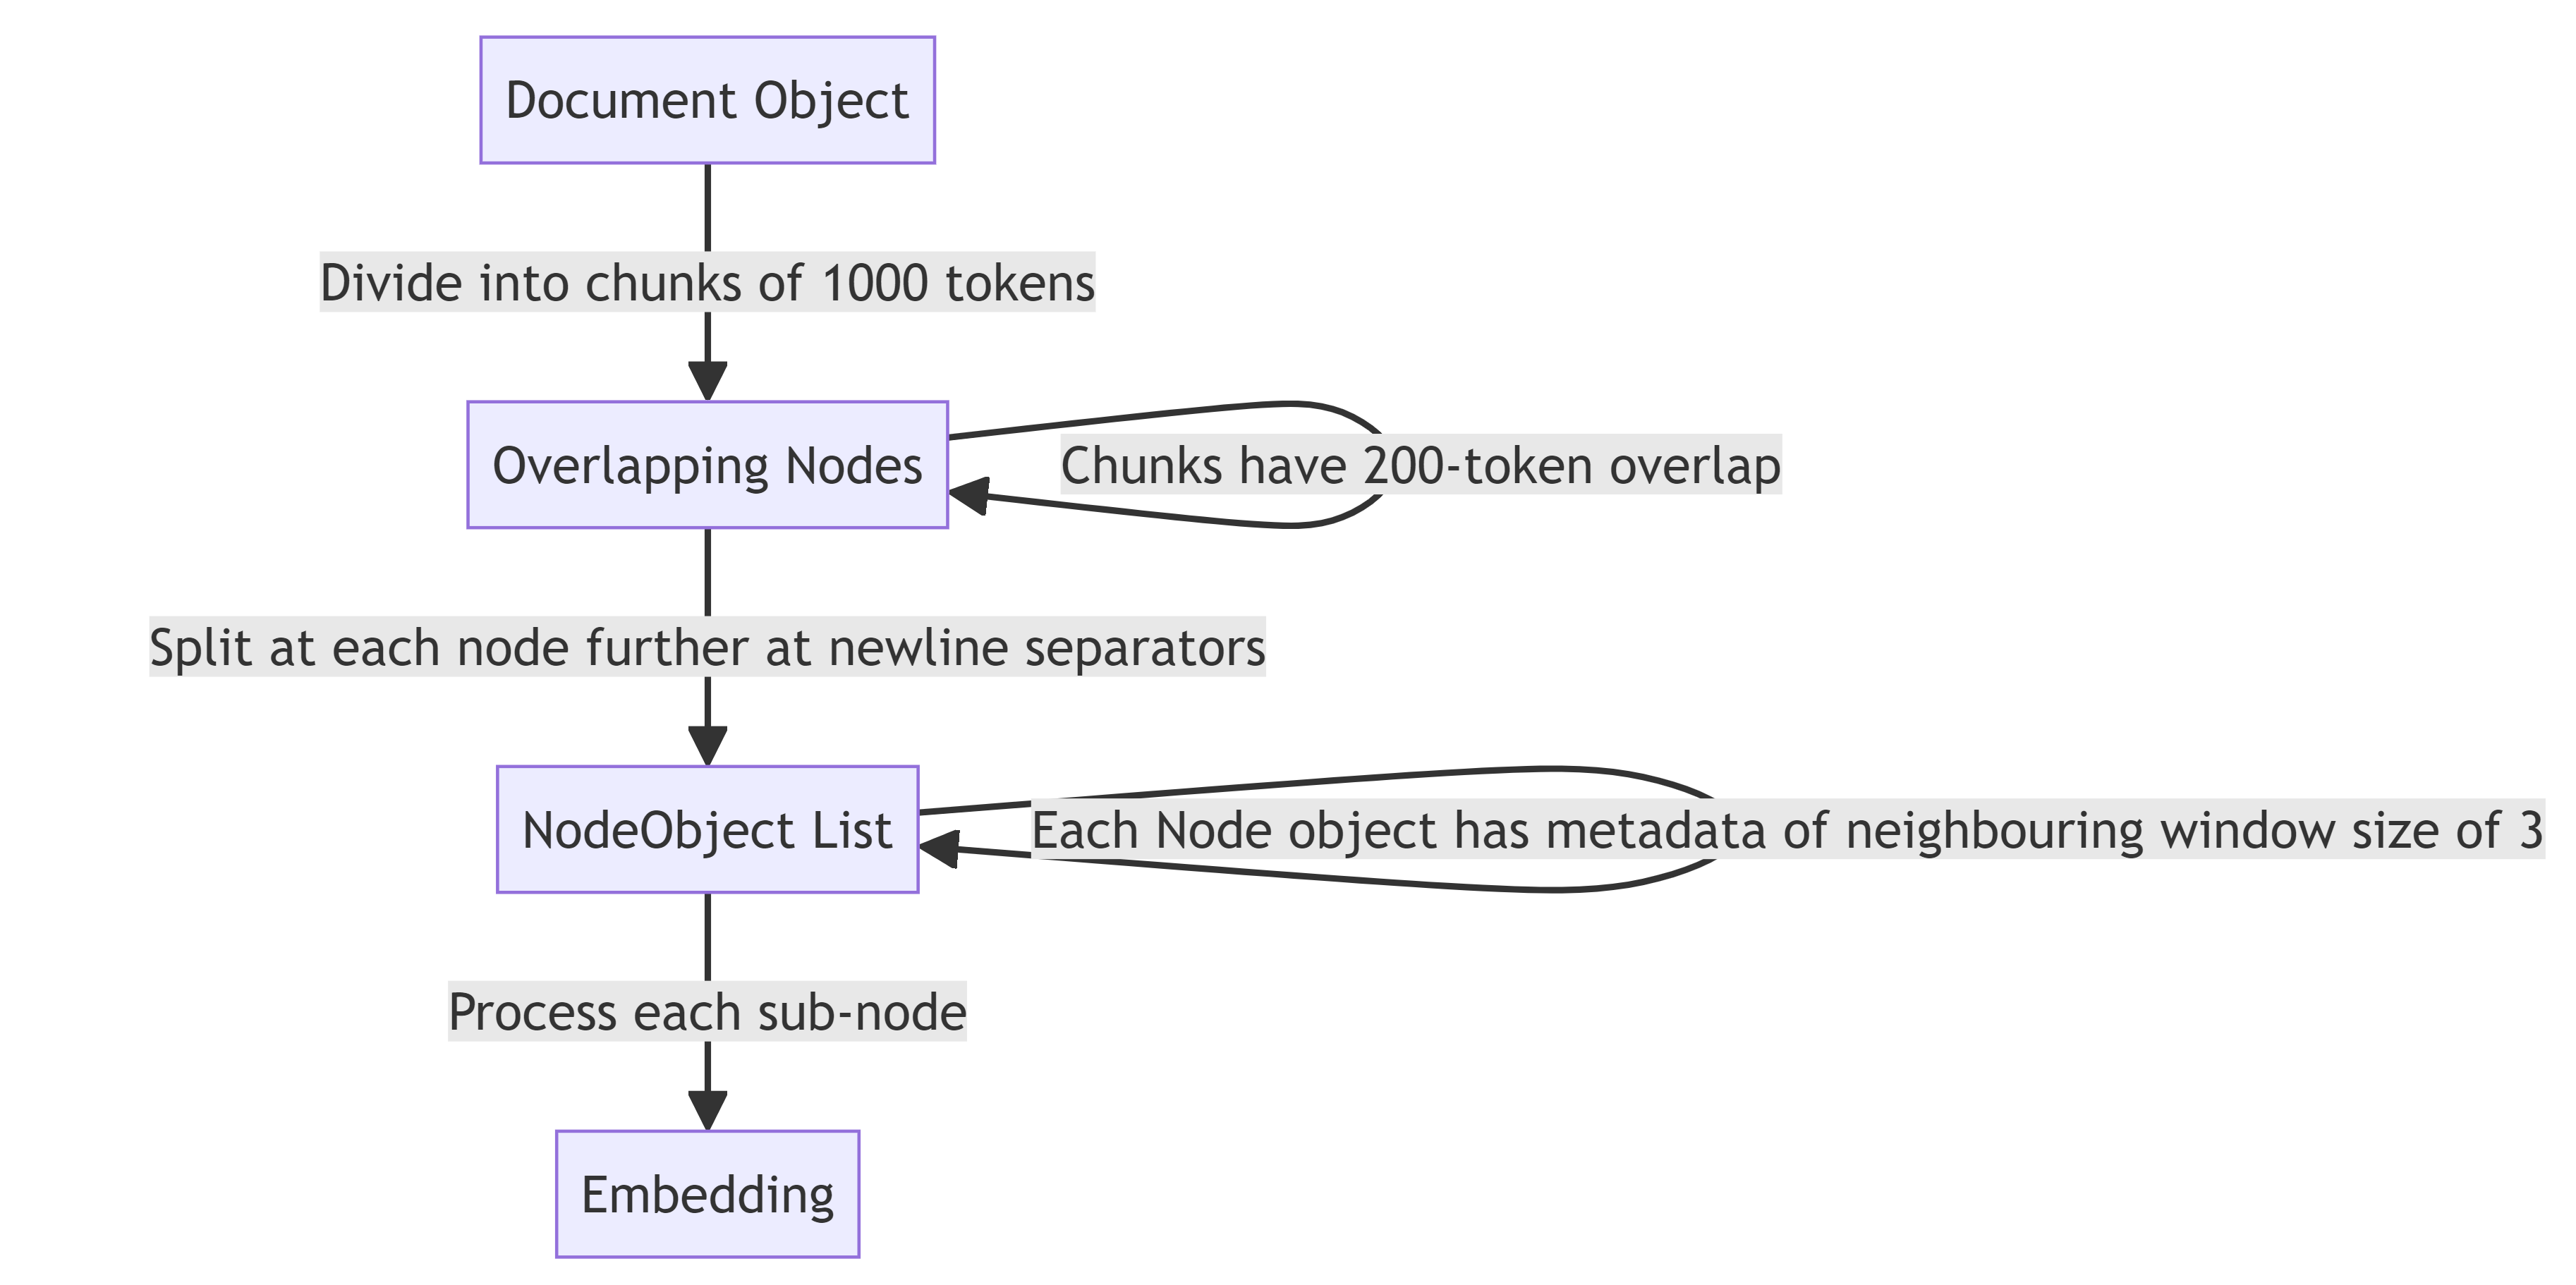 Document Object
Divide into chunks of 1000 tokens
Overlapping Nodes
Chunks have 200-token overlap
Split at each node further at newline separators
NodeObject List
Each Node object has metadata of neighbouring window size of 3
Process each sub-node
Embedding